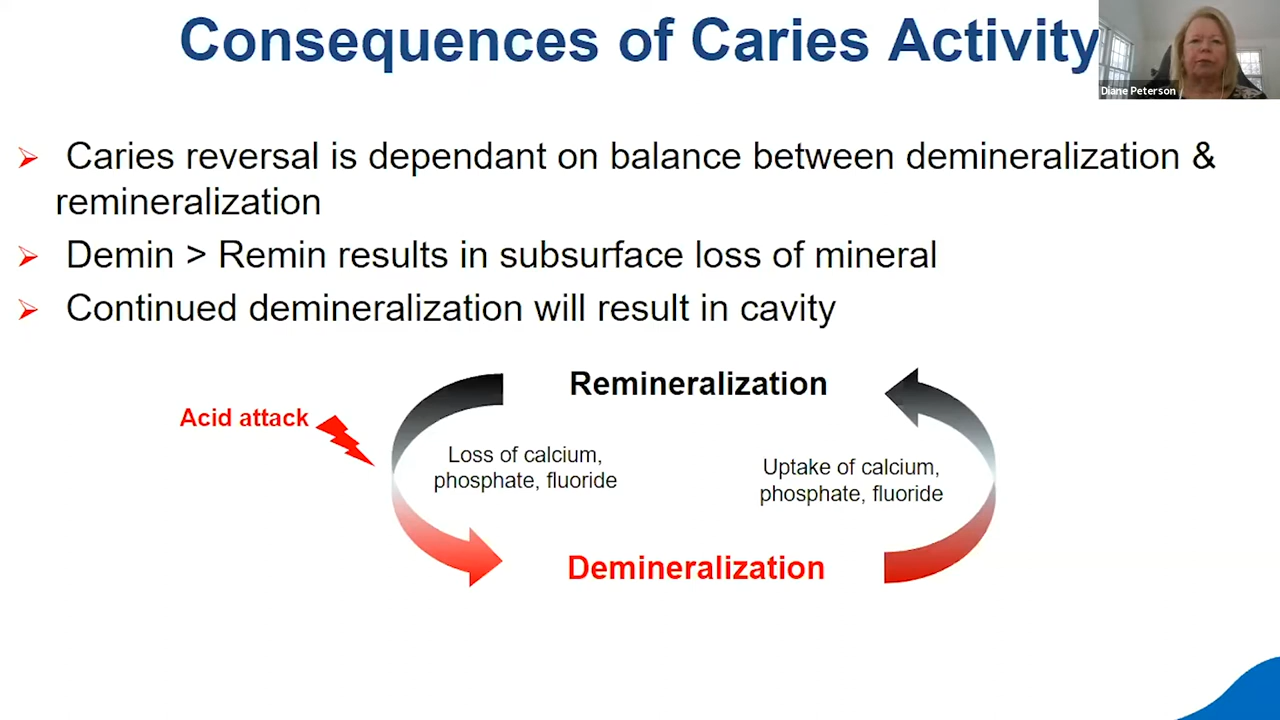 Consequences of Caries Activity
Diane Peterson
Caries reversal is dependant on balance between demineralization &
remineralization
Demin > Remin results in subsurface loss of mineral
Continued demineralization will result in cavity
Remineralization
Acid attack
Loss of calcium,
phosphate, fluoride
Uptake of calcium,
phosphate, fluoride
Demineralization